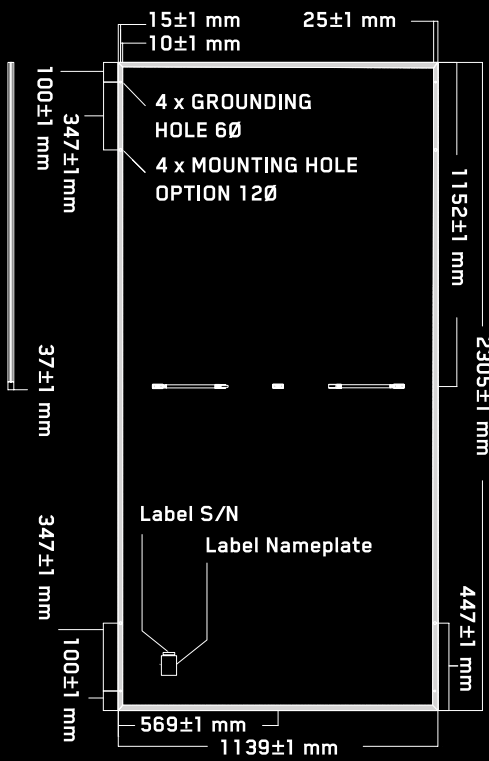 15±1 mm
25±1 mm
10±1 mm
100±1 mm
347±1mm
4 x GROUNDING
HOLE 6Ø
4 x MOUNTING HOLE
OPTION 12Ø
1152±1 mm
2305±1 mm
37±1 mm
Label S/N
Label Nameplate
347±1 mm
447±1 mm
100±1 mm
569±1 mm
1139±1 mm